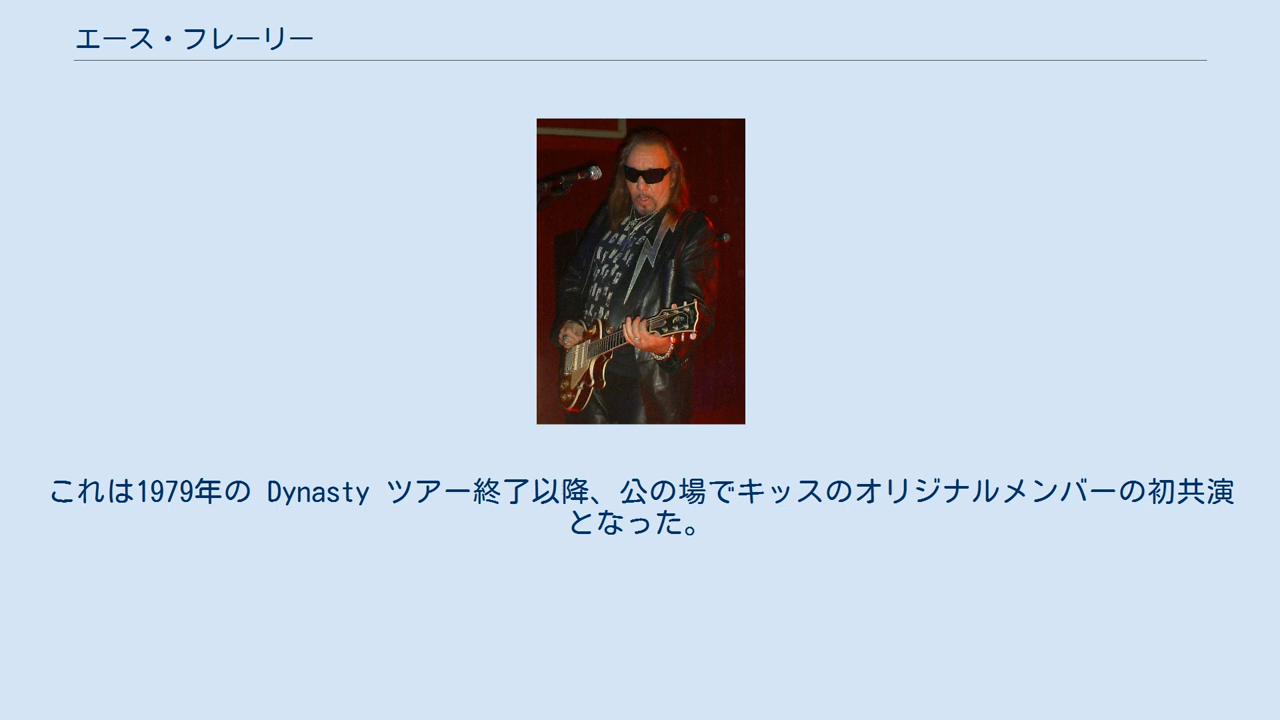 エース・フレーリー
これは1979年の Dynasty ツアー終了以降、公の場でキッスのオリジナルメンバーの初共演
となった。